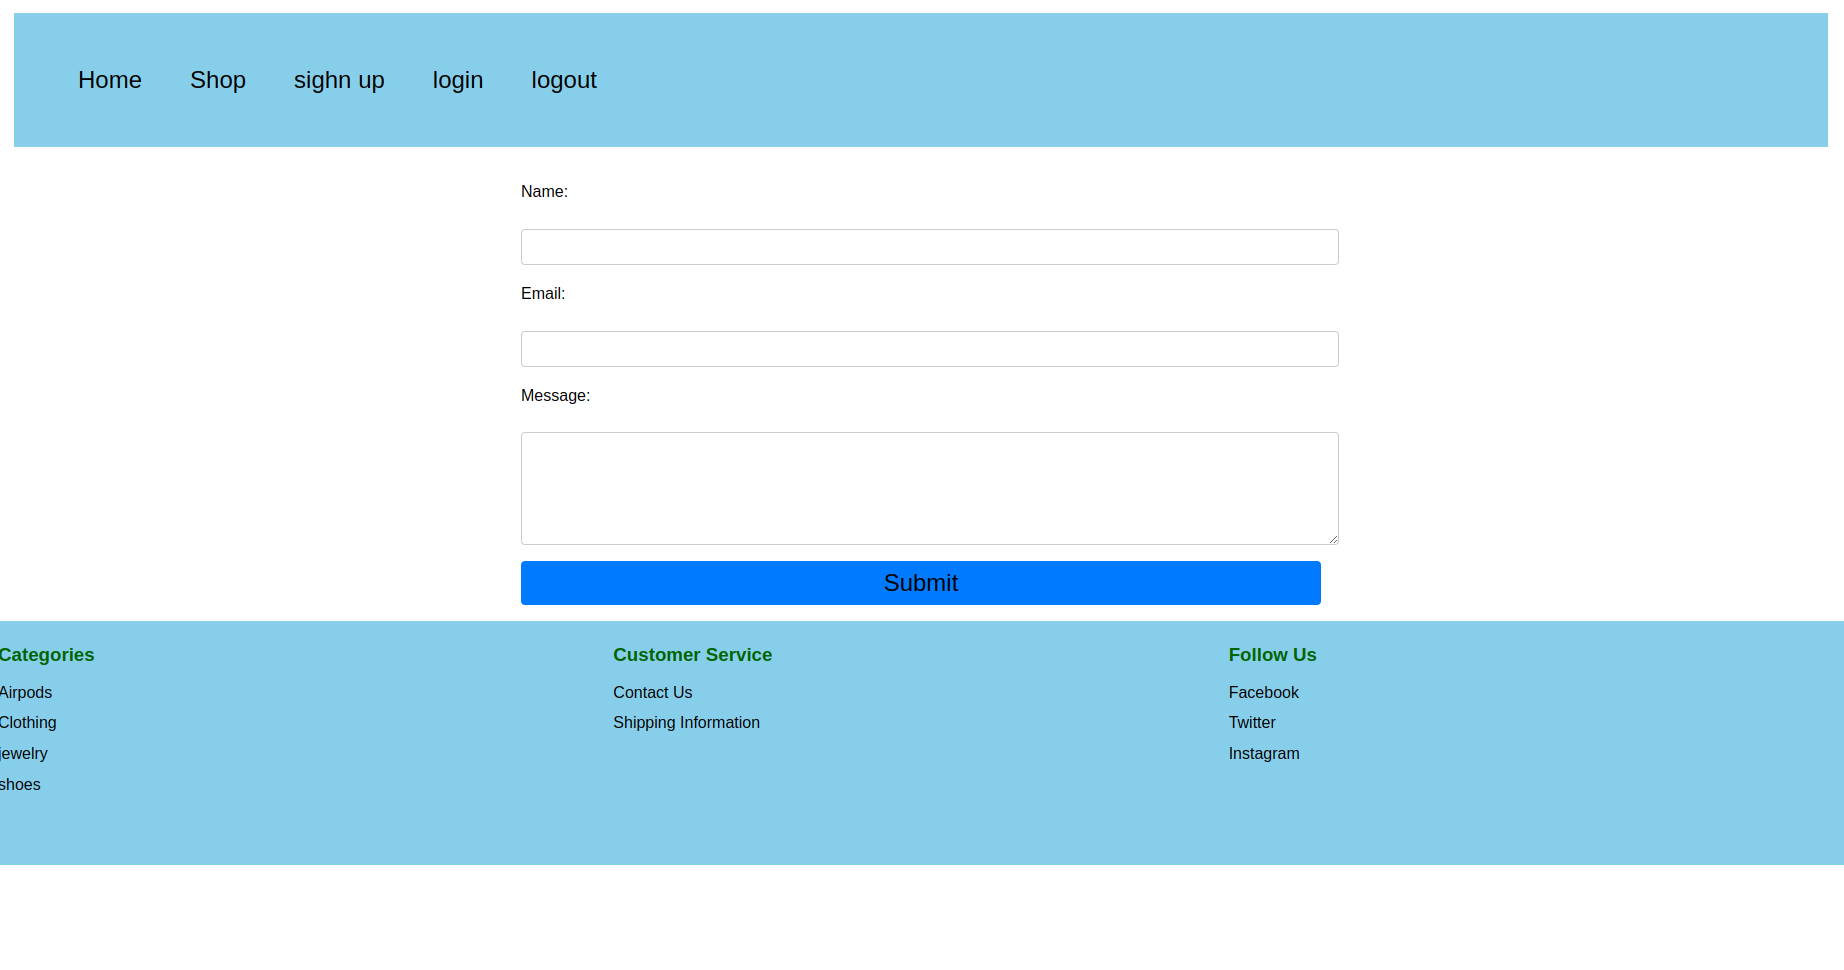 Home Shop sighn up login logout
Name:
Email:
Message:
Submit
Categories
Airpods
Clothing
jewelry
shoes
Customer Service
Contact Us
Shipping Information
Follow Us
Facebook
Twitter
Instagram